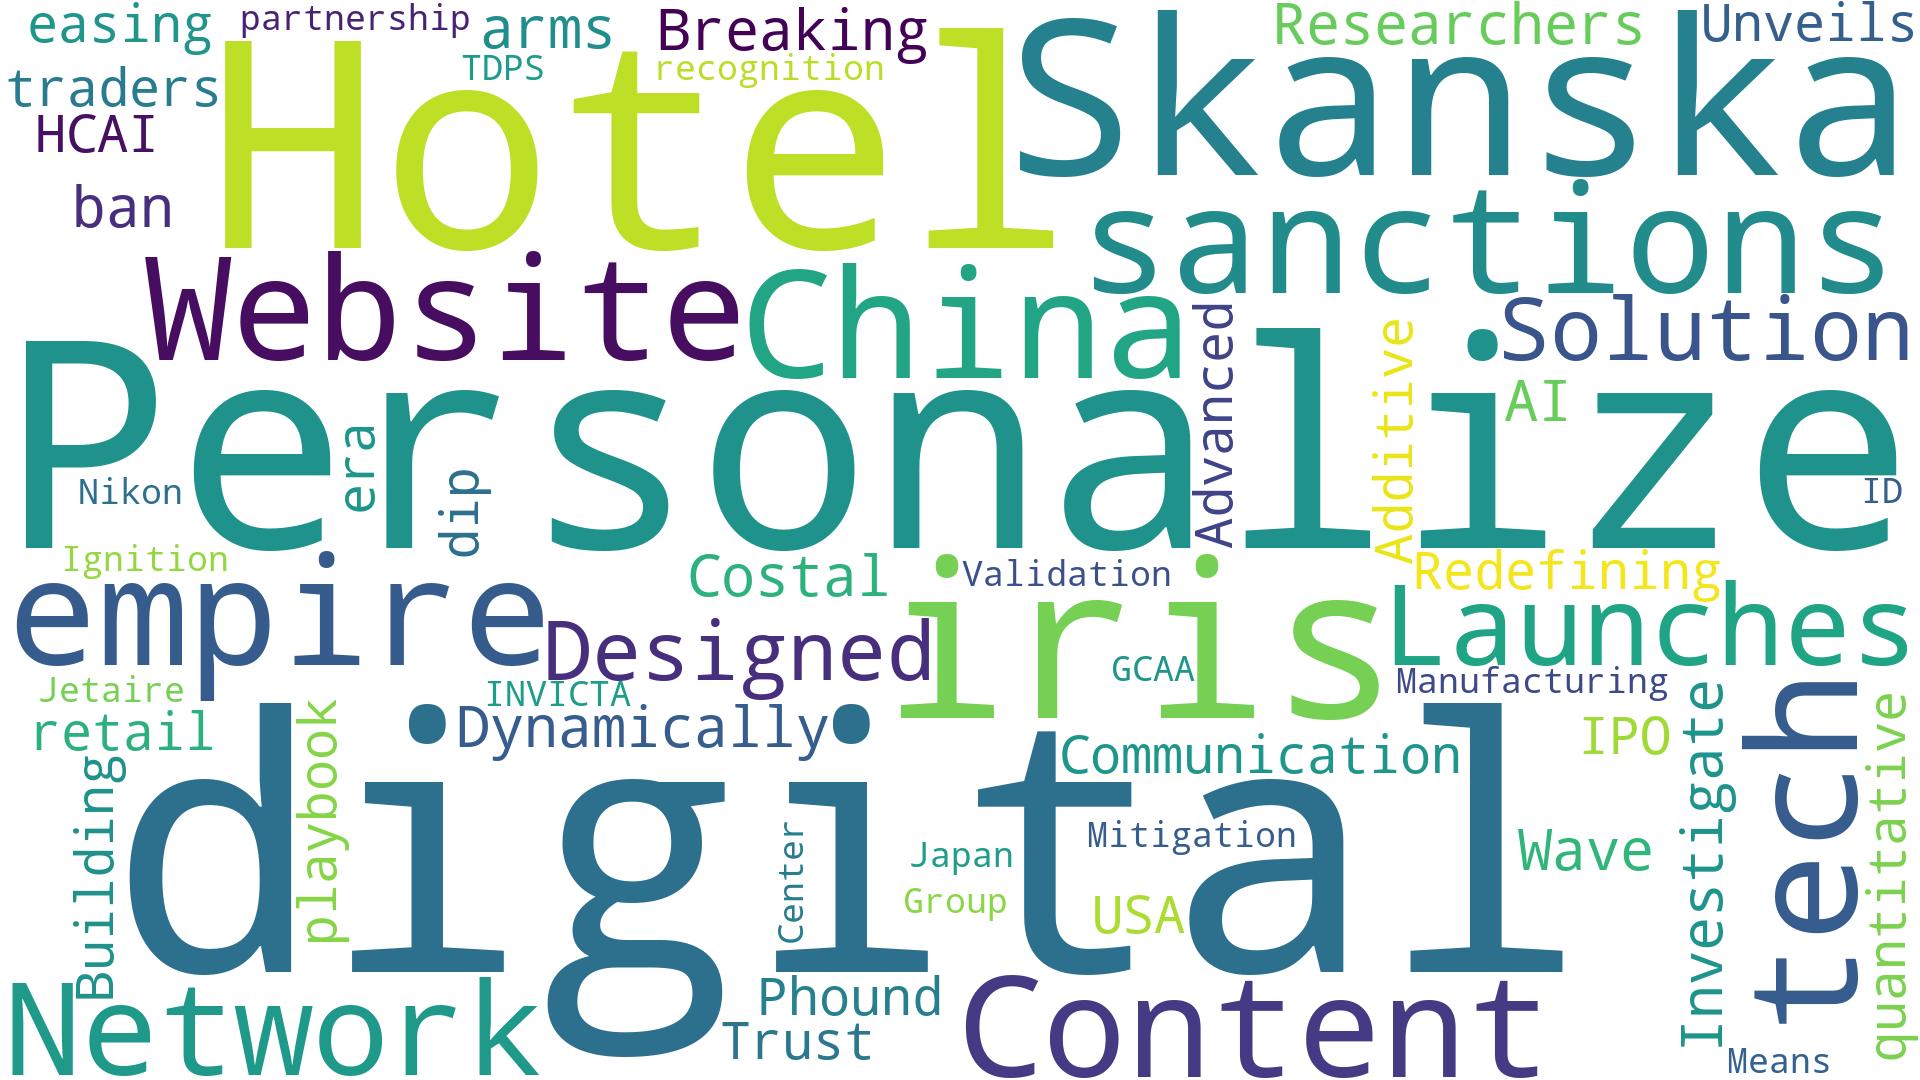 easing
partnership
arms
Breaking
Researchers
Unveils
traders
TDPS
recognition
Hotel
Skanska
HCAI
ban
sanctions
Website
China
Advanced
Additive
Solution
Personalize
AI
era
dip
Nikon
ID
Ignition
empire
Costal
Validation
Redefining
iris
Launches
Designed
GCAA
Manufacturing
Jetaire
INVICTA
retail
Dynamically
playbook
Communication
IPO
Investigate
tech
quantitative
Building
digital
Center
Japan
Mitigation
Wave
Group
USA
Network
Phound
Trust
Content
Means